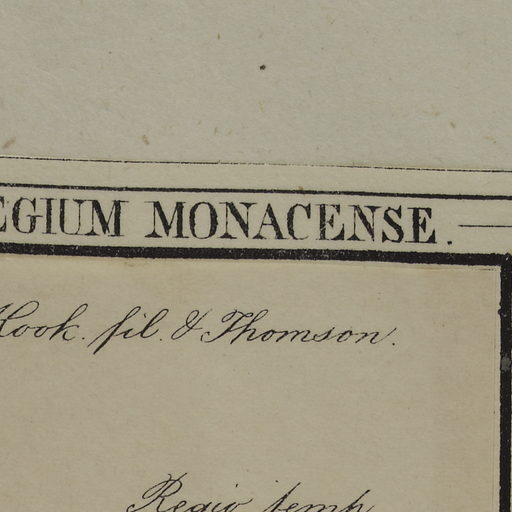 EGIUM MONACENSE.
Hook. fil. & Thomson.
Regio temp.